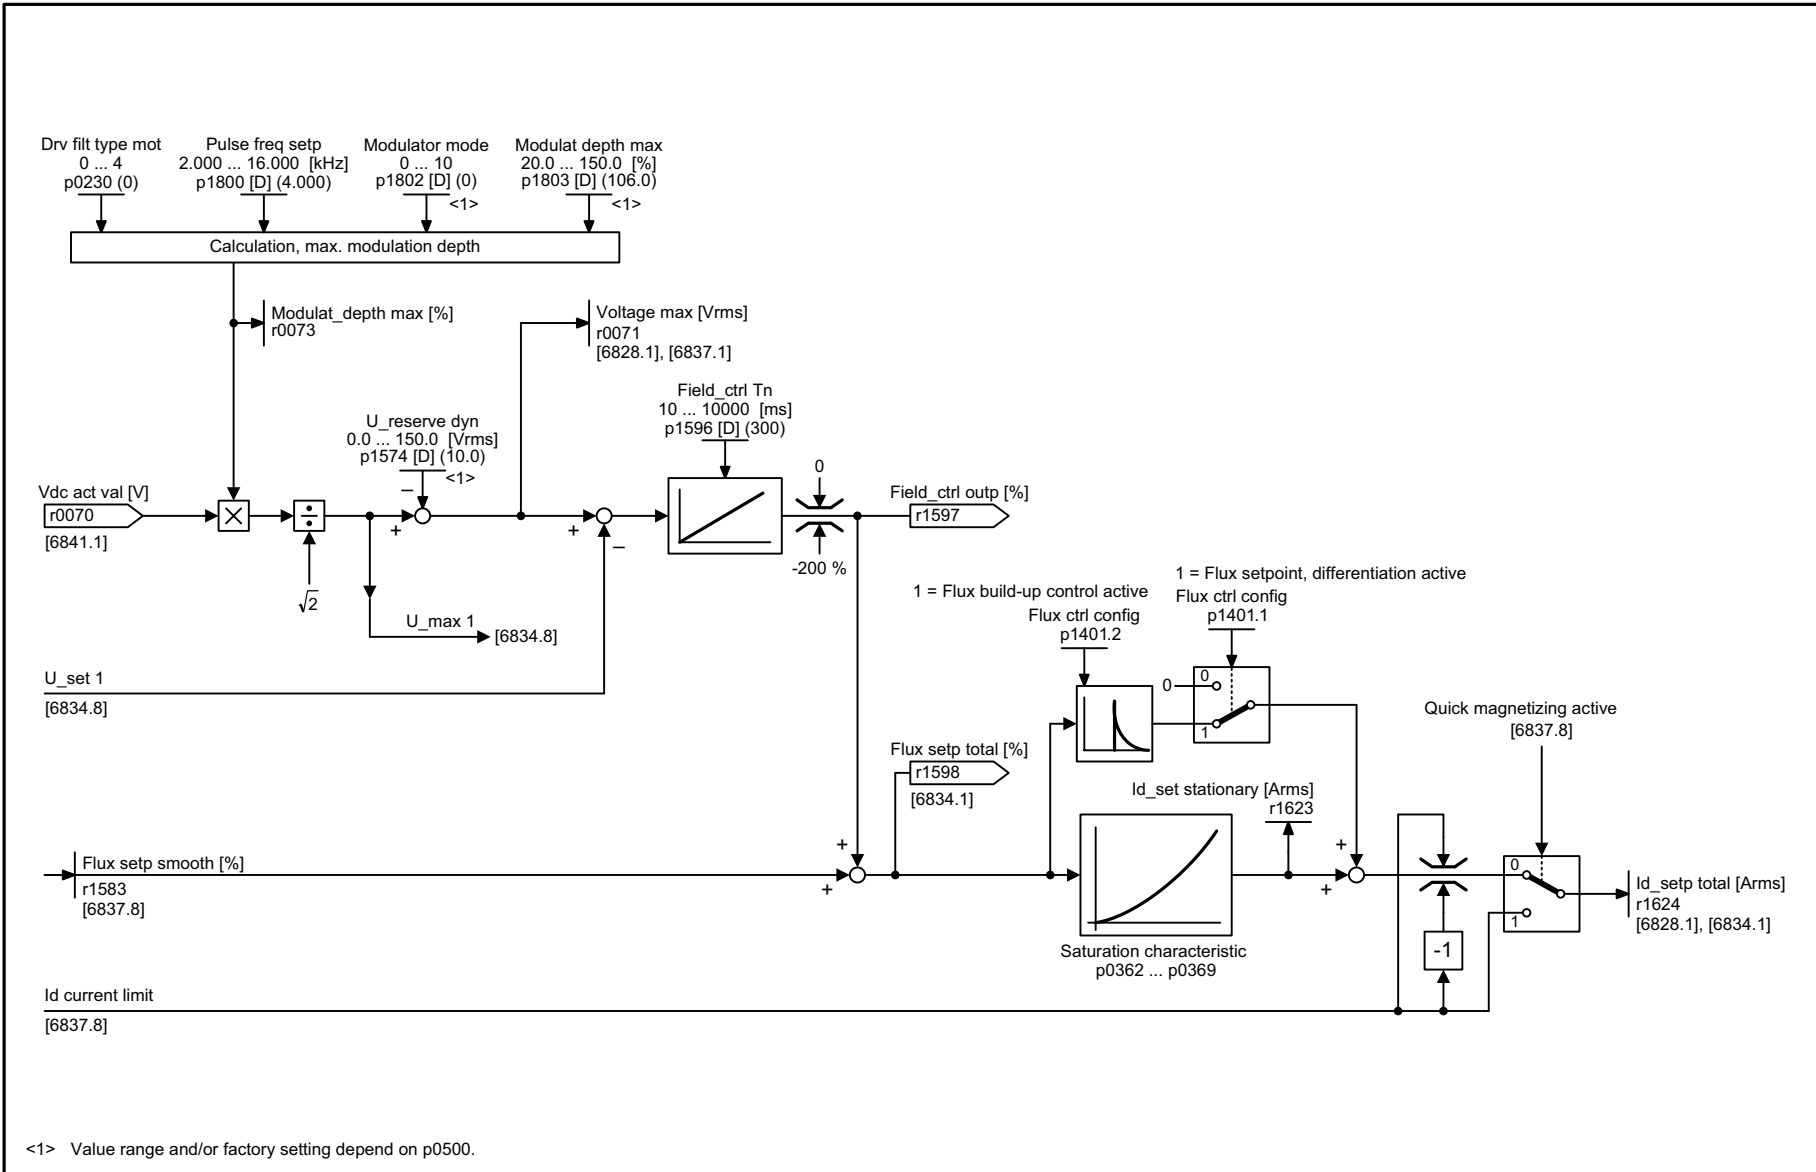 Drv filt type mot
0 ... 4
p0230 (0)
Pulse freq setp
2.000 ... 16.000 [kHz]
p1800 [D] (4.000)
Modulator mode
0 ... 10
p1802 [D] (0)
<1>
Modulat depth max
20.0 ... 150.0 [%]
p1803 [D] (106.0)
<1>
Calculation, max. modulation depth
Modulat_depth max [%]
r0073
Voltage max [Vrms]
r0071
[6828.1], [6837.1]
U_reserve dyn
0.0 ... 150.0 [Vrms]
p1574 [D] (10.0)
<1>
Field_ctrl Tn
10 ... 10000 [ms]
p1596 [D] (300)
Vdc act val [V]
r0070
[6841.1]
×
÷
√2
+
–
+
–
0
-200 %
Field_ctrl outp [%]
r1597
U_max 1
[6834.8]
U_set 1
[6834.8]
1 = Flux build-up control active
Flux ctrl config
p1401.2
1 = Flux setpoint, differentiation active
Flux ctrl config
p1401.1
0
0
1
Quick magnetizing active
[6837.8]
Flux setp total [%]
r1598
[6834.1]
Id_set stationary [Arms]
r1623
Flux setp smooth [%]
r1583
[6837.8]
+
+
+
+
Saturation characteristic
p0362 ... p0369
-1
0
1
Id_setp total [Arms]
r1624
[6828.1], [6834.1]
Id current limit
[6837.8]
<1> Value range and/or factory setting depend on p0500.